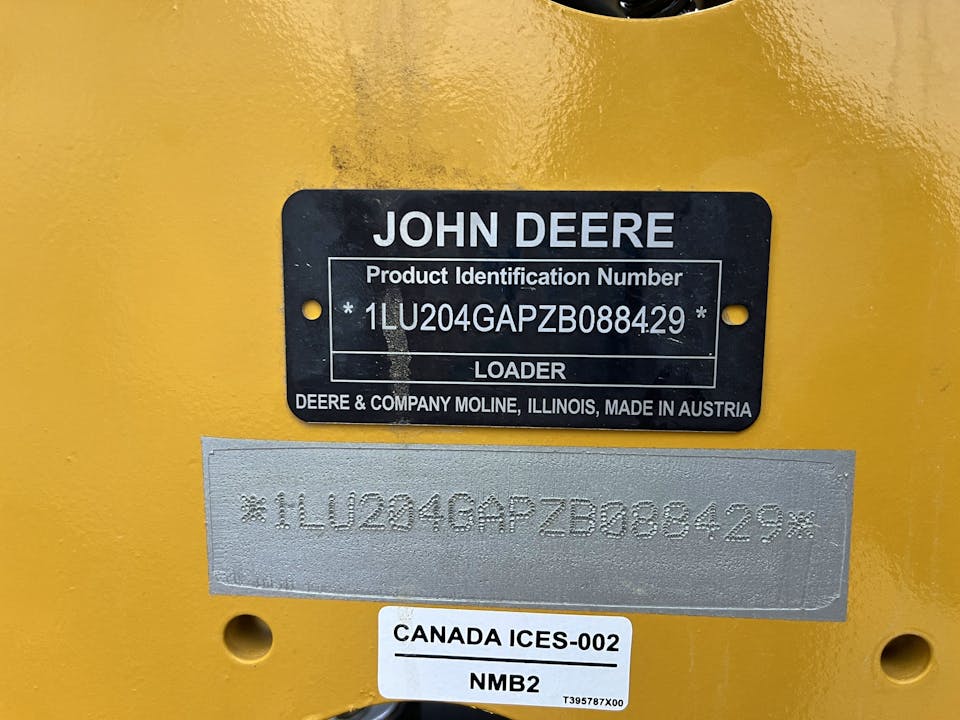 JOHN DEERE
Product Identification Number
* 1LU204GAPZB088429 *
LOADER
DEERE & COMPANY MOLINE, ILLINOIS, MADE IN AUSTRIA
*1LU204GAPZB088429*
CANADA ICES-002
NMB2
T395787X00